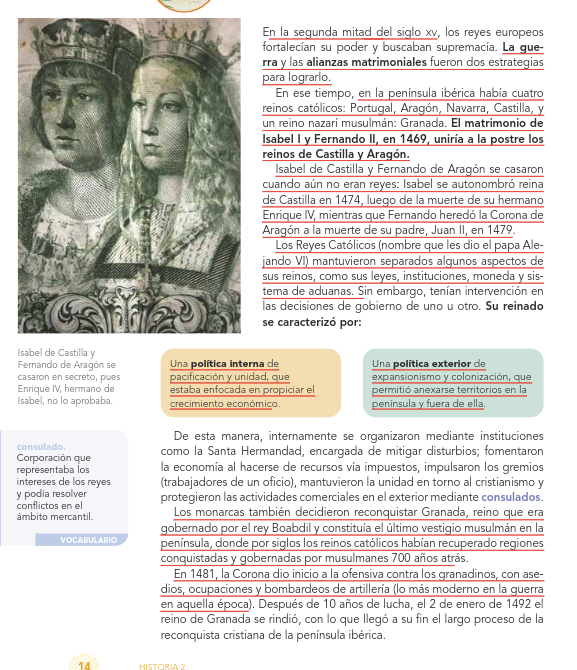 En la segunda mitad del siglo xv, los reyes europeos
fortalecían su poder y buscaban supremacía. La gue-
rra y las alianzas matrimoniales fueron dos estrategias
para lograrlo.
En ese tiempo, en la península ibérica había cuatro
reinos católicos: Portugal, Aragón, Navarra, Castilla, y
un reino nazarí musulmán: Granada. El matrimonio de
Isabel I y Fernando II, en 1469, uniría a la postre los
reinos de Castilla y Aragón.
Isabel de Castilla y Fernando de Aragón se casaron
cuando aún no eran reyes: Isabel se autonombró reina
de Castilla en 1474, luego de la muerte de su hermano
Enrique IV, mientras que Fernando heredó la Corona de
Aragón a la muerte de su padre, Juan II, en 1479.
Los Reyes Católicos (nombre que les dio el papa Ale-
jandro VI) mantuvieron separados algunos aspectos de
sus reinos, como sus leyes, instituciones, moneda y sis-
tema de aduanas. Sin embargo, tenían intervención en
las decisiones de gobierno de uno u otro. Su reinado
se caracterizó por:
Isabel de Castilla y
Fernando de Aragón se
casaron en secreto, pues
Enrique IV, hermano de
Isabel, no lo aprobaba.
Una política interna de
pacificación y unidad, que
estaba enfocada en propiciar el
crecimiento económico.
Una política exterior de
expansionismo y colonización, que
permitió anexarse territorios en la
península y fuera de ella.
consulado.
Corporación que
representaba los
intereses de los reyes
y podía resolver
conflictos en el
ámbito mercantil.
VOCABULARIO
De esta manera, internamente se organizaron mediante instituciones
como la Santa Hermandad, encargada de mitigar disturbios; fomentaron
la economía al hacerse de recursos vía impuestos, impulsaron los gremios
(trabajadores de un oficio), mantuvieron la unidad en torno al cristianismo y
protegieron las actividades comerciales en el exterior mediante consulados.
Los monarcas también decidieron reconquistar Granada, reino que era
gobernado por el rey Boabdil y constituía el último vestigio musulmán en la
península, donde por siglos los reinos católicos habían recuperado regiones
conquistadas y gobernadas por musulmanes 700 años atrás.
En 1481, la Corona dio inicio a la ofensiva contra los granadinos, con ase-
dios, ocupaciones y bombardeos de artillería (lo más moderno en la guerra
en aquella época). Después de 10 años de lucha, el 2 de enero de 1492 el
reino de Granada se rindió, con lo que llegó a su fin el largo proceso de la
reconquista cristiana de la península ibérica.
14
HISTORIA 2